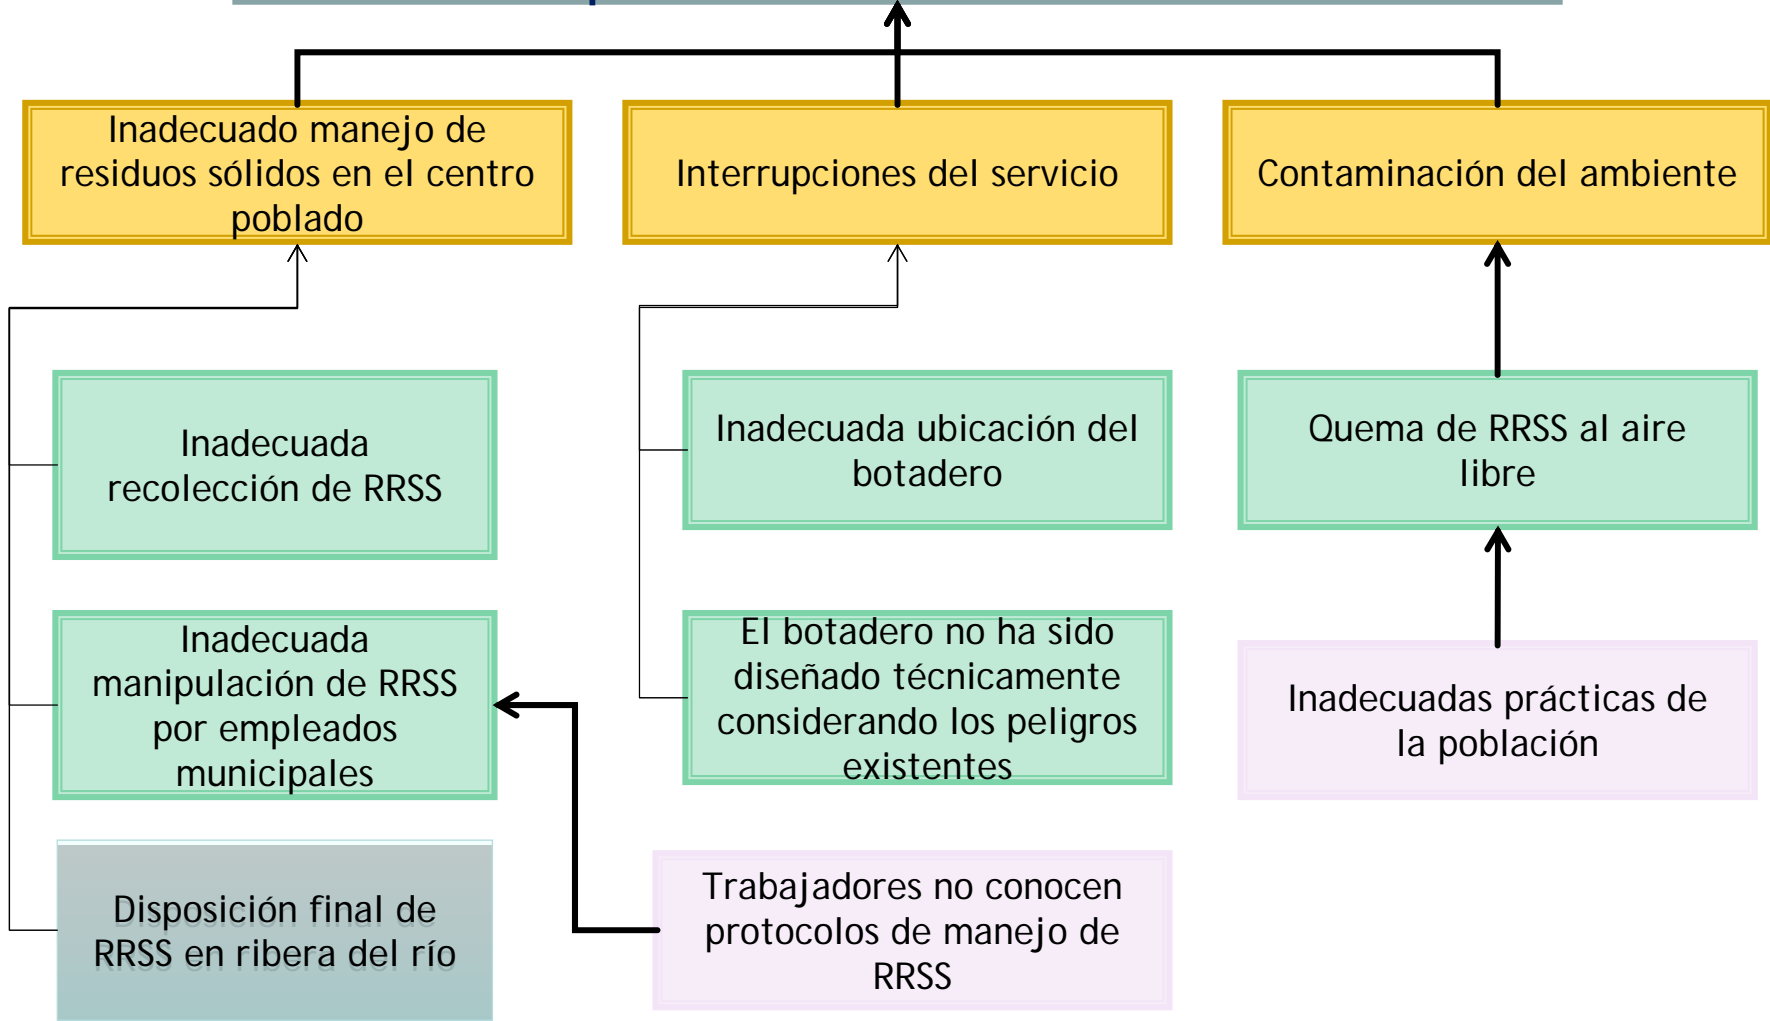 Inadecuado manejo de
residuos sólidos en el centro
poblado
Interrupciones del servicio
Contaminación del ambiente
Inadecuada
recolección de RRSS
Inadecuada ubicación del
botadero
Quema de RRSS al aire
libre
Inadecuada
manipulación de RRSS
por empleados
municipales
El botadero no ha sido
diseñado técnicamente
considerando los peligros
existentes
Inadecuadas prácticas de
la población
Disposición final de
RRSS en ribera del río
Trabajadores no conocen
protocolos de manejo de
RRSS